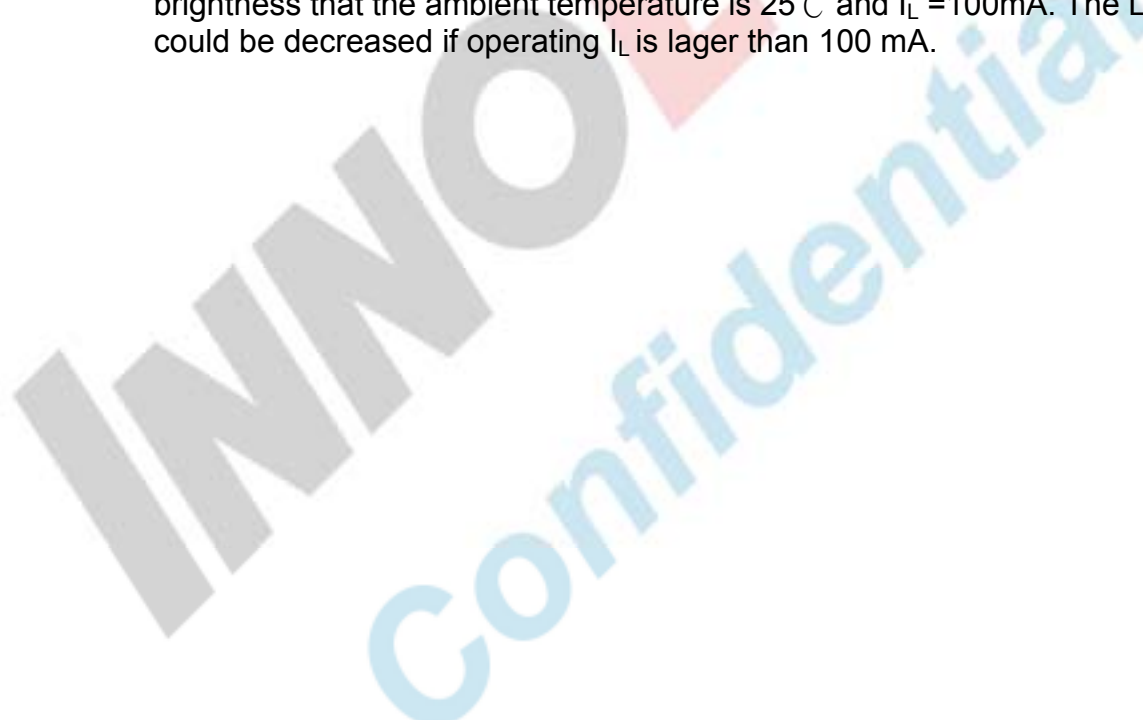 brightness that the ambient temperature is 25℃ and IL =100mA. The L
could be decreased if operating IL is lager than 100 mA.
INNOL
Confidential